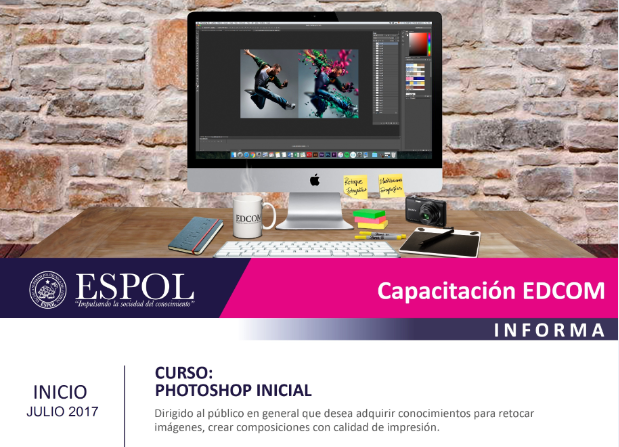 EDCOM
ESPOL
"Impulsando la sociedad del conocimiento"
Capacitación EDCOM
INFORMA
INICIO
JULIO 2017
CURSO:
PHOTOSHOP INICIAL
Dirigido al público en general que desea adquirir conocimientos para retocar
imágenes, crear composiciones con calidad de impresión.